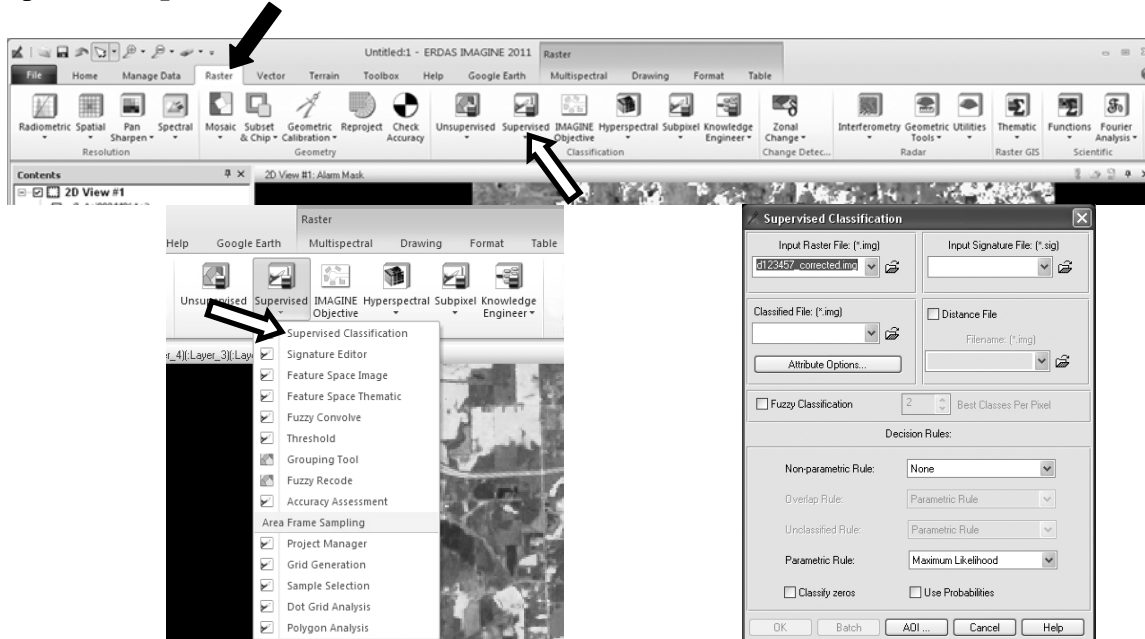 Untitled:1 - ERDAS IMAGINE 2011 Raster
File Home Manage Data Raster Vector Terrain Toolbox Help Google Earth Multispectral Drawing Format Table
Radiometric Spatial Pan Sharpen Spectral Mosaic Subset & Chip Geometric Calibration Reproject Check Accuracy Unsupervised Supervised IMAGINE Objective Hyperspectral Subpixel Knowledge Engineer Zonal Change Interferometry Geometric Tools Utilities Thematic Functions Fourier Analysis
Resolution Geometry Classification Change Detec... Radar Raster GIS Scientific
Contents 2D View #1: Alarm Mask
2D View #1
Raster
Help Google Earth Multispectral Drawing Format Table
Unsupervised Supervised IMAGINE Objective Hyperspectral Subpixel Knowledge Engineer
Supervised Classification
r_4)(:Layer_3)(:Lay
Signature Editor
Feature Space Image
Feature Space Thematic
Fuzzy Convolve
Threshold
Grouping Tool
Fuzzy Recode
Accuracy Assessment
Area Frame Sampling
Project Manager
Grid Generation
Sample Selection
Dot Grid Analysis
Polygon Analysis
Supervised Classification
Input Raster File: (*.img) Input Signature File: (*.sig)
d123457_corrected.img
Classified File: (*.img) Distance File
Filename: (*.img)
Attribute Options...
Fuzzy Classification 2 Best Classes Per Pixel
Decision Rules:
Non-parametric Rule: None
Overlap Rule: Parametric Rule
Unclassified Rule: Parametric Rule
Parametric Rule: Maximum Likelihood
Classify zeros Use Probabilities
OK Batch AOI ... Cancel Help